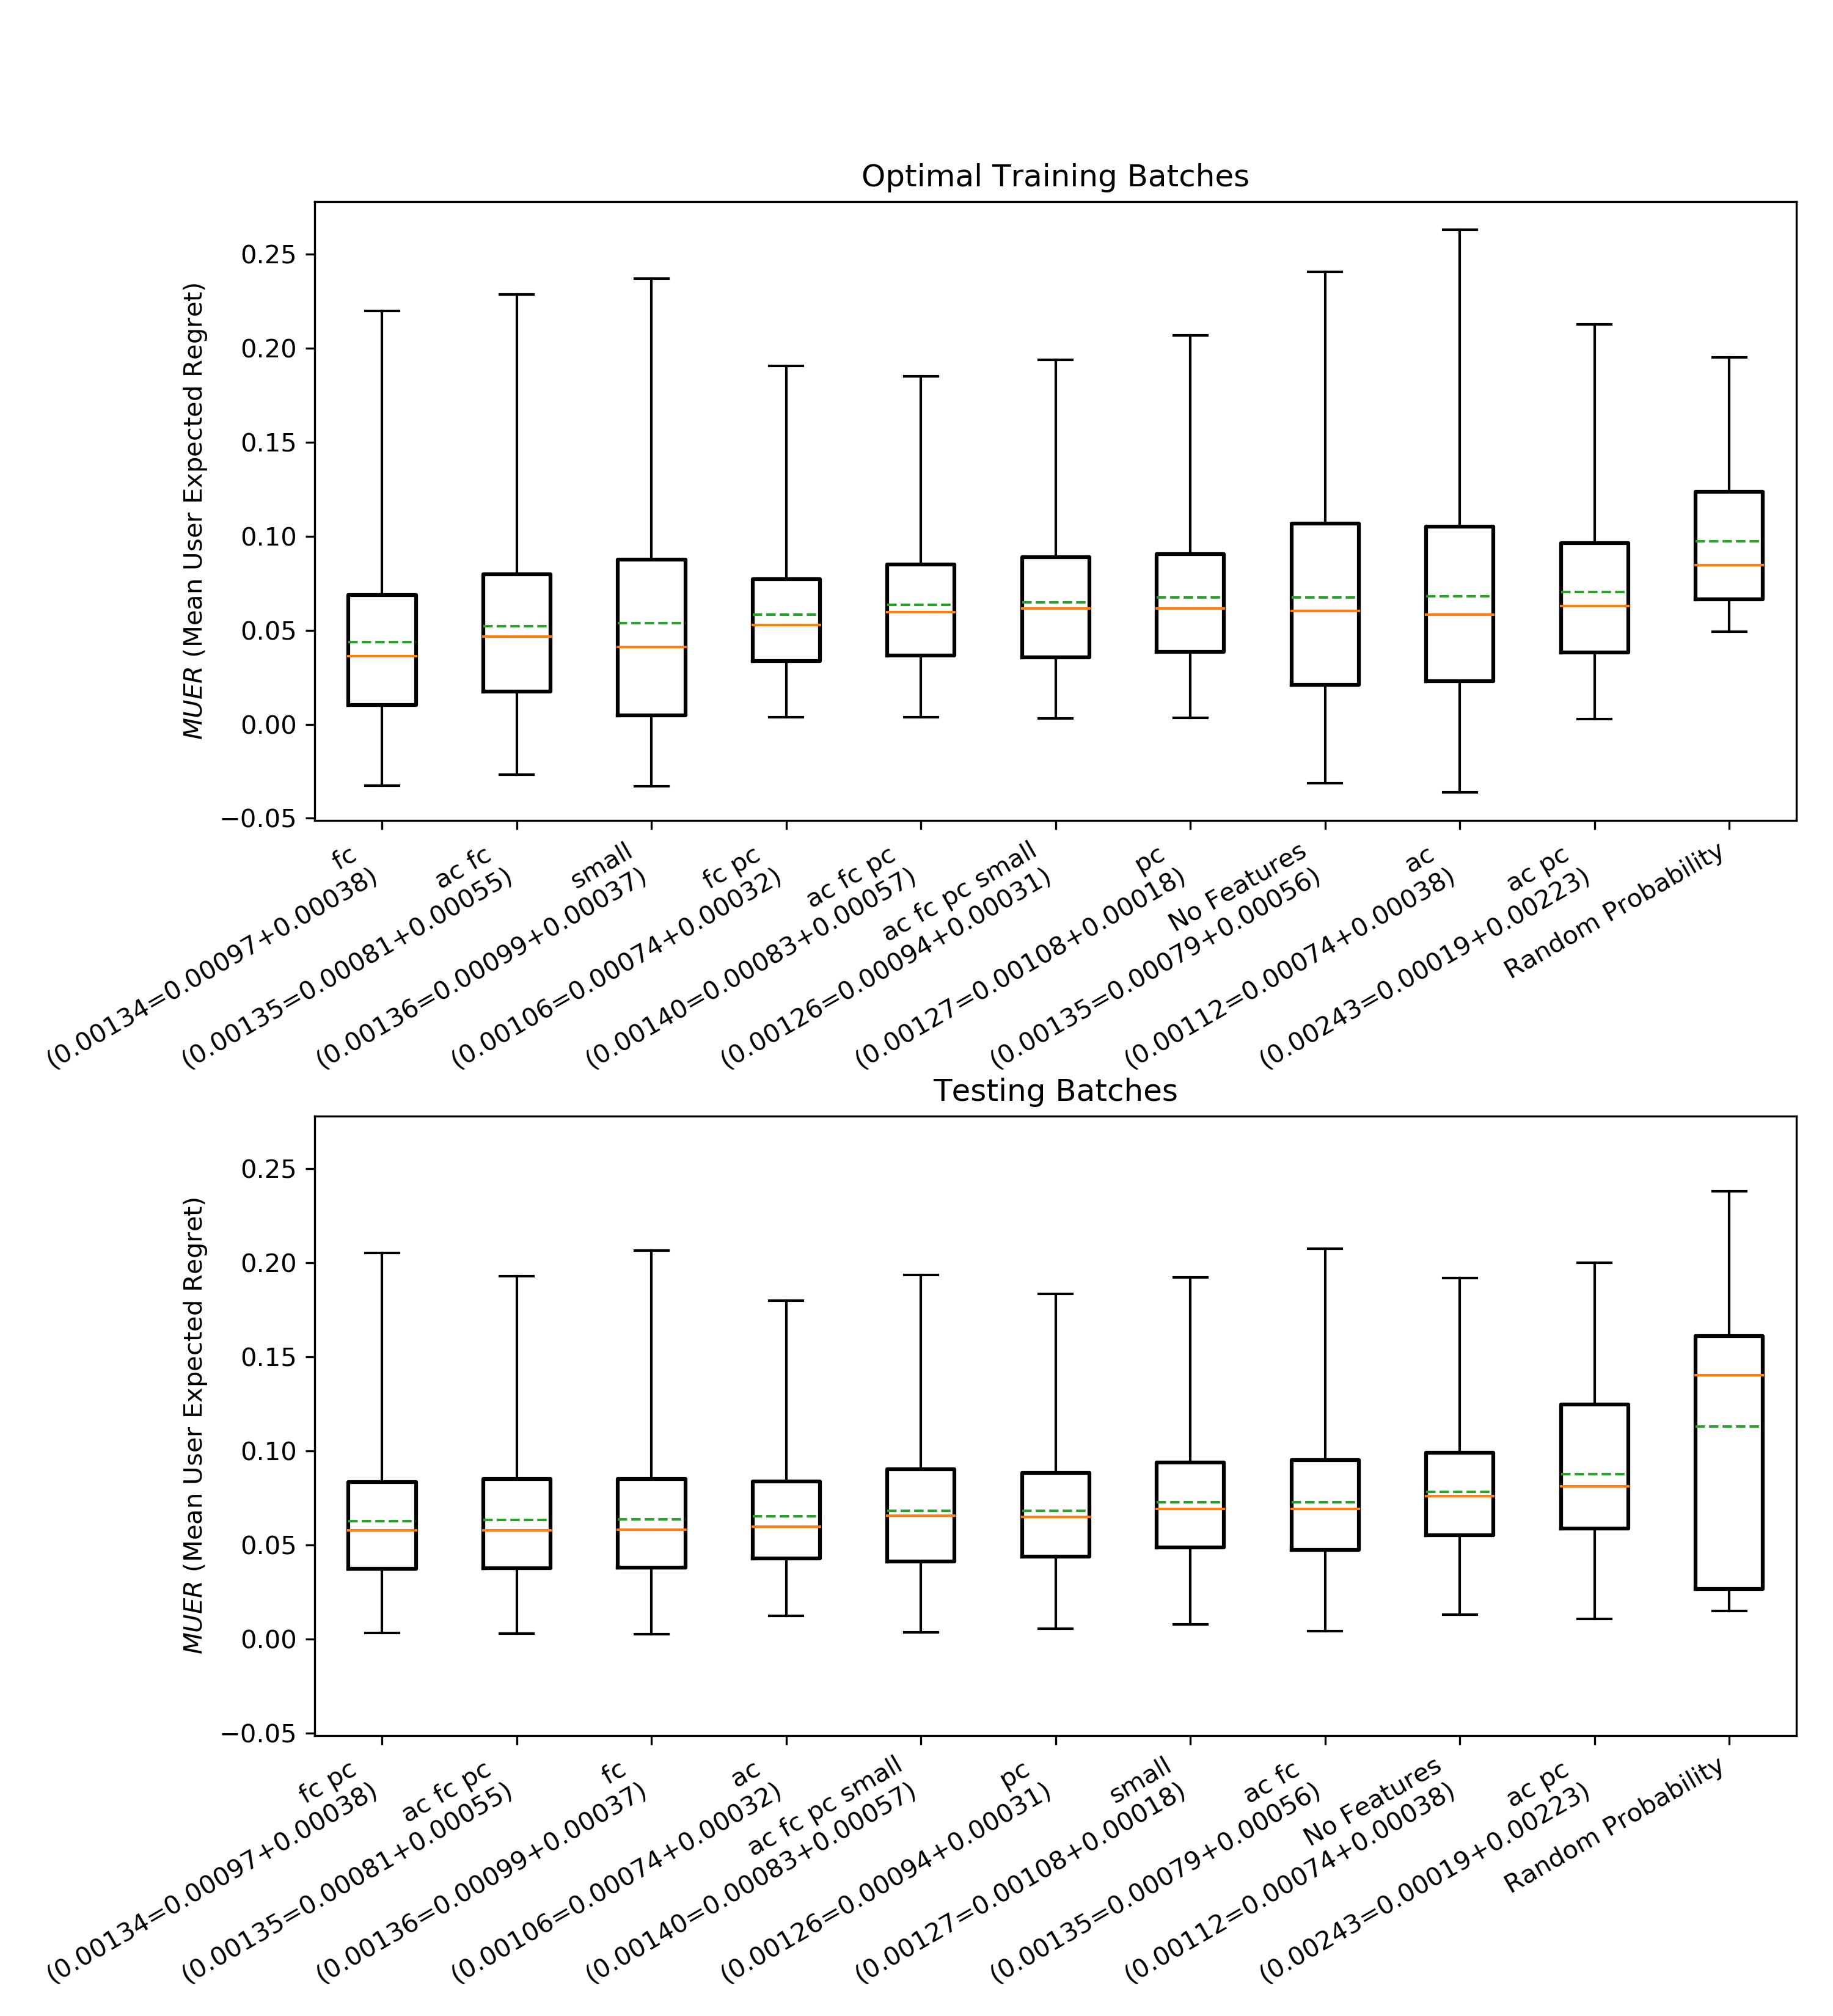 Optimal Training Batches
MUER (Mean User Expected Regret)
0.25
0.20
0.15
0.10
0.05
0.00
−0.05
fc
(0.00134=0.00097+0.00038)
ac fc
(0.00135=0.00081+0.00055)
small
(0.00136=0.00099+0.00037)
fc pc
(0.00106=0.00074+0.00032)
ac fc pc
(0.00140=0.00083+0.00057)
ac fc pc small
(0.00126=0.00094+0.00031)
pc
(0.00127=0.00108+0.00018)
No Features
(0.00135=0.00079+0.00056)
ac
(0.00112=0.00074+0.00038)
ac pc
(0.00243=0.00019+0.00223)
Random Probability
Testing Batches
MUER (Mean User Expected Regret)
0.25
0.20
0.15
0.10
0.05
0.00
−0.05
fc pc
(0.00134=0.00097+0.00038)
ac fc pc
(0.00135=0.00081+0.00055)
fc
(0.00136=0.00099+0.00037)
ac
(0.00106=0.00074+0.00032)
ac fc pc small
(0.00140=0.00083+0.00057)
pc
(0.00126=0.00094+0.00031)
small
(0.00127=0.00108+0.00018)
ac fc
(0.00135=0.00079+0.00056)
No Features
(0.00112=0.00074+0.00038)
ac pc
(0.00243=0.00019+0.00223)
Random Probability